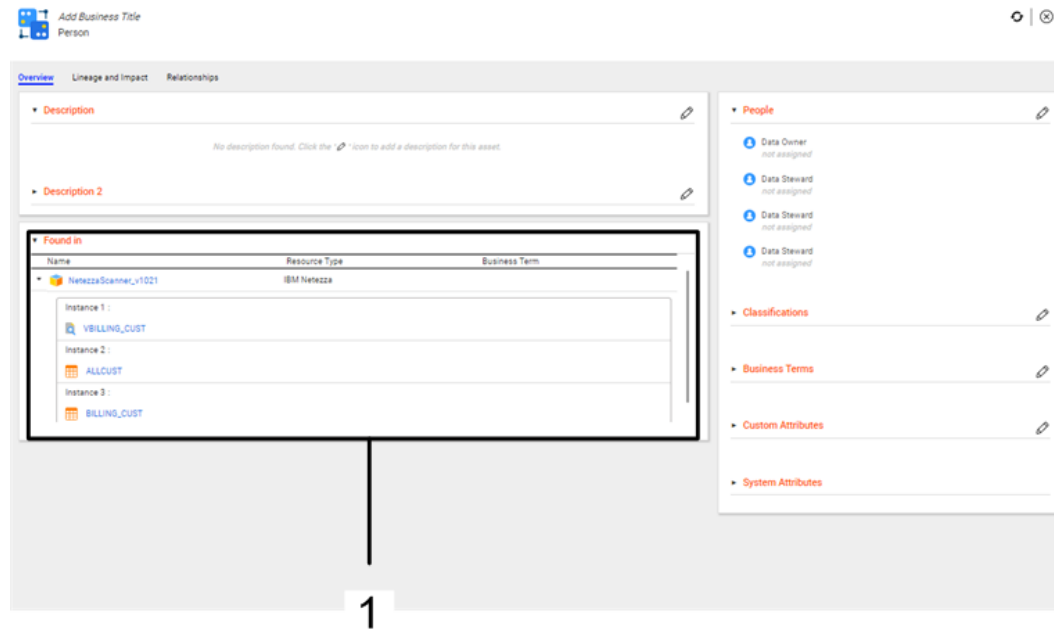 Add Business Title
Person
Overview Lineage and Impact Relationships
Description
No description found. Click the ' ' icon to add a description for this asset.
Description 2
Found in
Name Resource Type Business Term
NetezzaScanner_v1021 IBM Netezza
Instance 1 :
VBILLING_CUST
Instance 2 :
ALLCUST
Instance 3 :
BILLING_CUST
People
Data Owner
not assigned
Data Steward
not assigned
Data Steward
not assigned
Data Steward
not assigned
Classifications
Business Terms
Custom Attributes
System Attributes
1